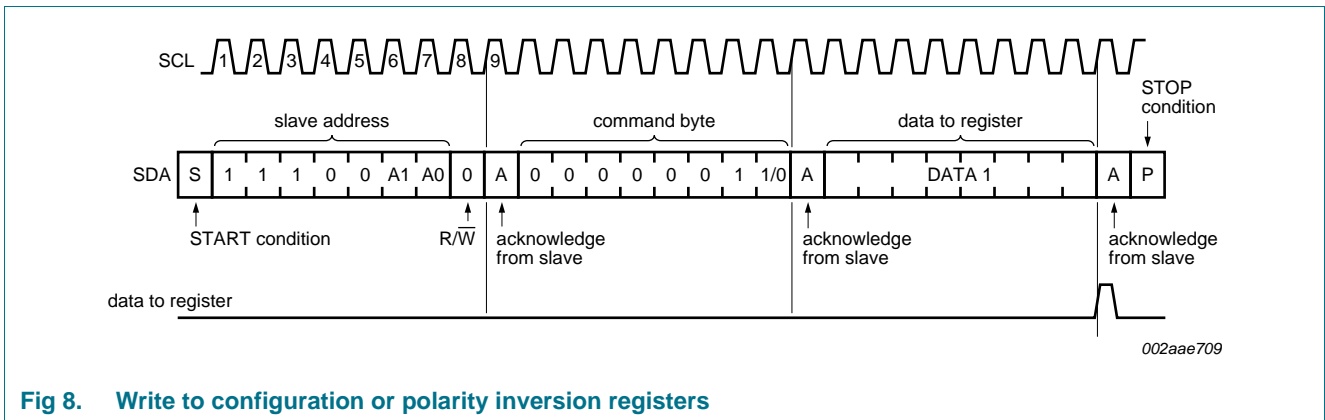 SCL 1 2 3 4 5 6 7 8 9
STOP
condition
slave address command byte data to register
SDA S 1 1 1 0 0 A1 A0 0 A 0 0 0 0 0 0 1 1/0 A DATA 1 A P
START condition R/W̅ acknowledge
from slave acknowledge
from slave acknowledge
from slave
data to register
002aae709
Fig 8. Write to configuration or polarity inversion registers